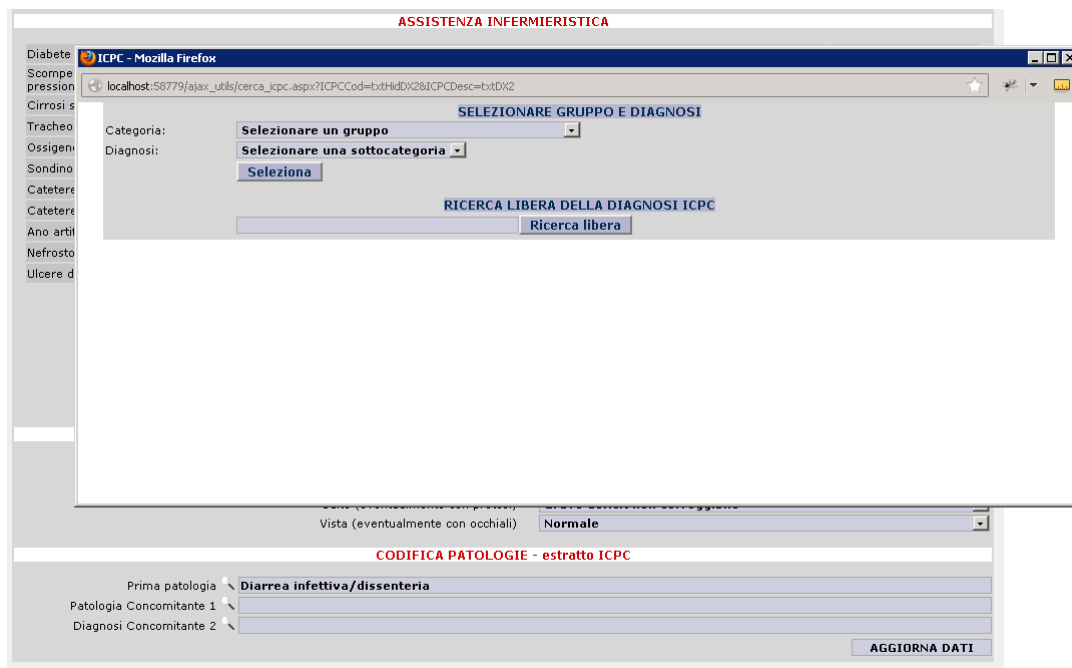 ASSISTENZA INFERMIERISTICA
Diabete
ICPC - Mozilla Firefox
Scompe
pression
localhost:58779/ajax_utils/cerca_icpc.aspx?ICPCCod=txtHidDX2&ICPCDesc=txtDX2
Cirrosi s
SELEZIONARE GRUPPO E DIAGNOSI
Tracheo
Categoria: Selezionare un gruppo
Ossigen
Diagnosi: Selezionare una sottocategoria
Sondino
Seleziona
Catetere
Catetere
RICERCA LIBERA DELLA DIAGNOSI ICPC
Ano artif
Ricerca libera
Nefrosto
Ulcere d
Vista (eventualmente con occhiali) Normale
CODIFICA PATOLOGIE - estratto ICPC
Prima patologia Diarrea infettiva/dissenteria
Patologia Concomitante 1
Diagnosi Concomitante 2
AGGIORNA DATI